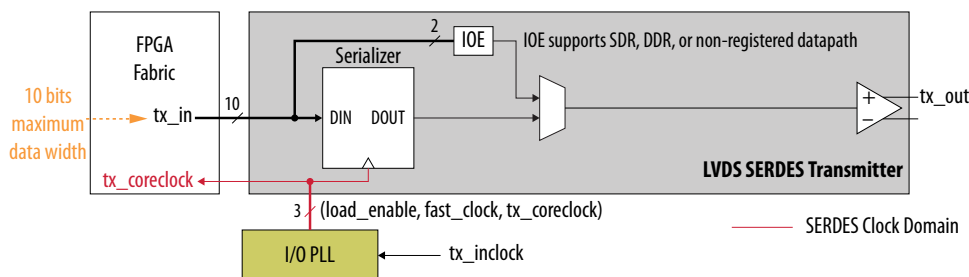 FPGA
Fabric
10 bits
maximum
data width
tx_in
10
tx_coreclock
2
IOE
IOE supports SDR, DDR, or non-registered datapath
Serializer
DIN DOUT
+
−
tx_out
LVDS SERDES Transmitter
3
(load_enable, fast_clock, tx_coreclock)
I/O PLL
tx_inclock
SERDES Clock Domain